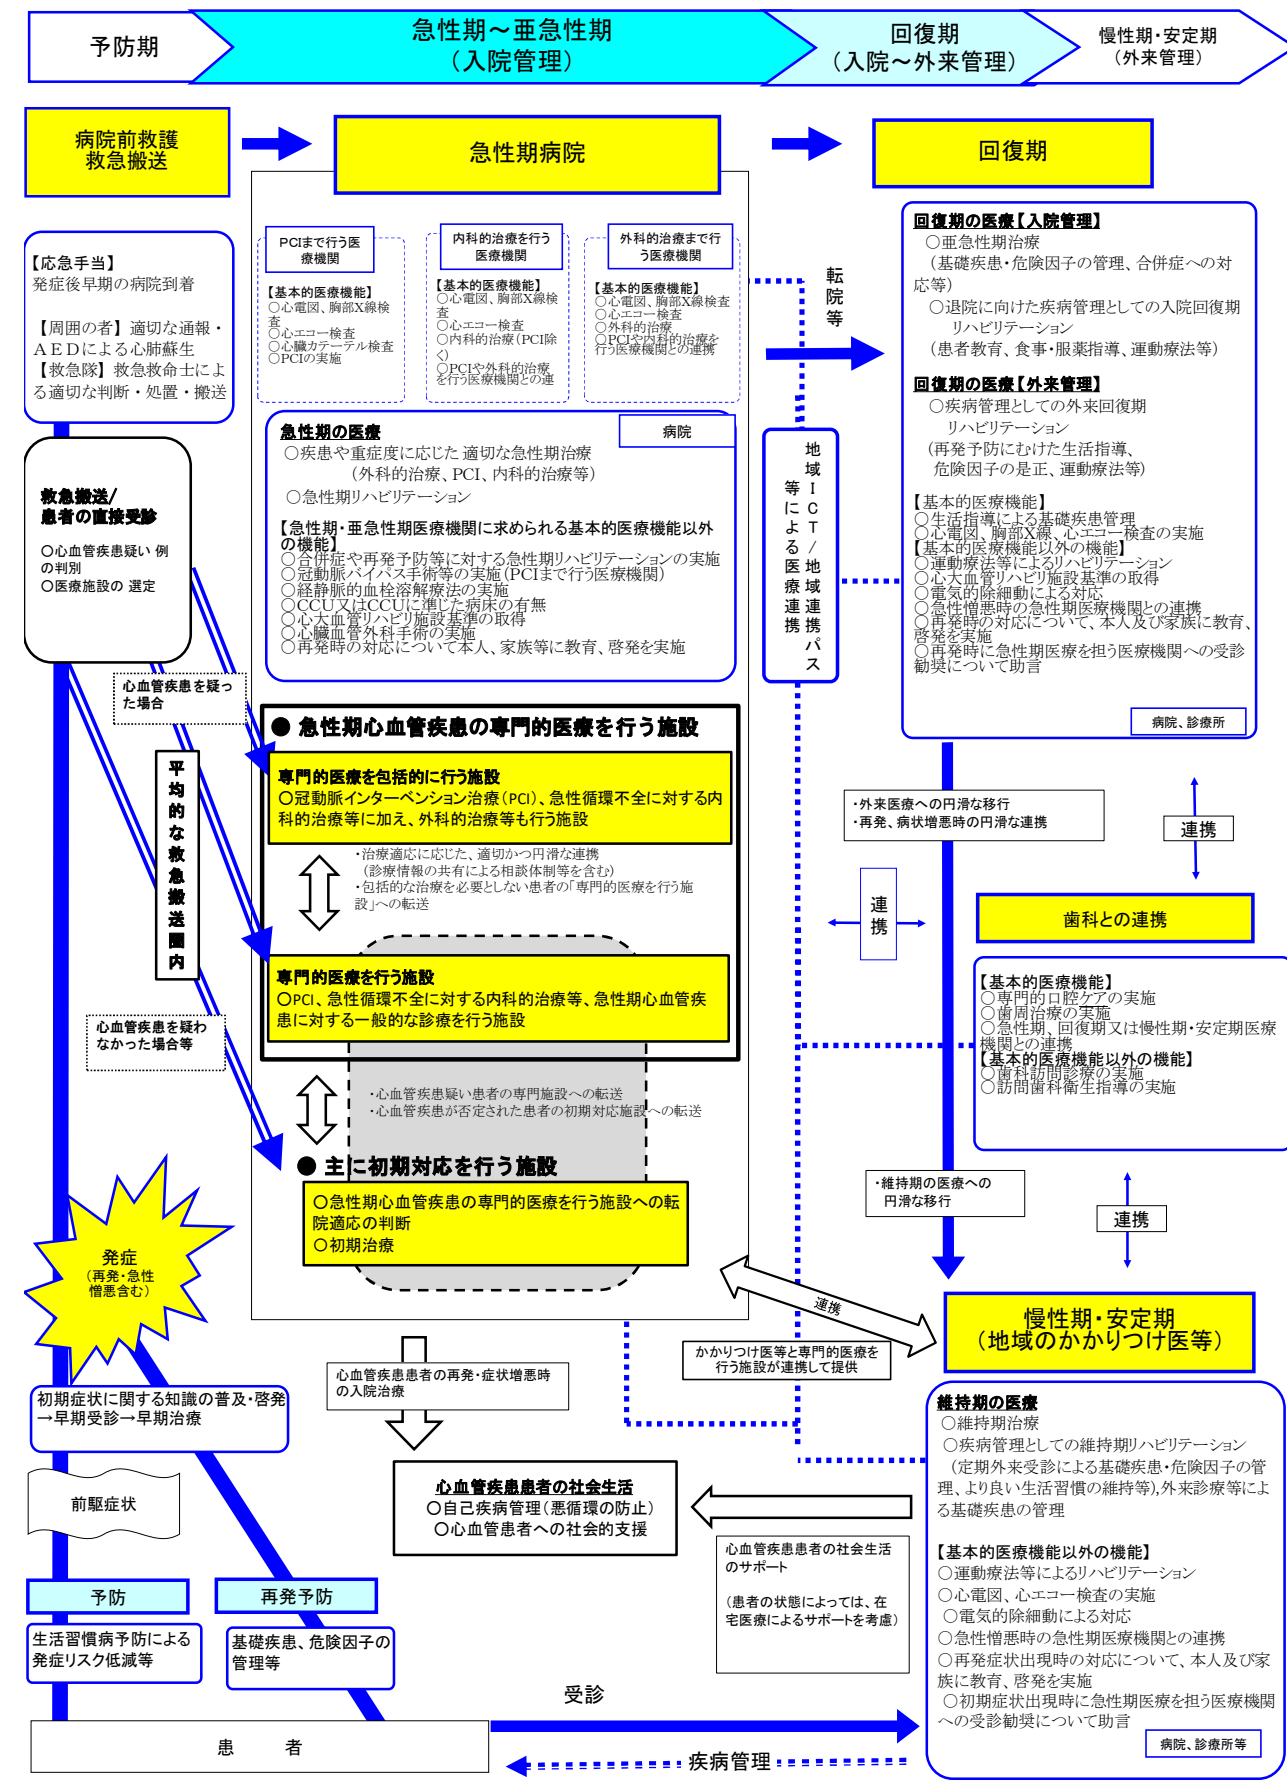 予防期
急性期～亜急性期
（入院管理）
回復期
（入院～外来管理）
慢性期・安定期
（外来管理）
病院前救護
救急搬送
急性期病院
回復期
【応急手当】
発症後早期の病院到着
【周囲の者】適切な通報・
ＡＥＤによる心肺蘇生
【救急隊】救急救命士によ
る適切な判断・処置・搬送
PCIまで行う医
療機関
【基本的医療機能】
○心電図、胸部X線検
査
○心エコー検査
○心臓カテーテル検査
○PCIの実施
内科的治療を行う
医療機関
【基本的医療機能】
○心電図、胸部X線検
査
○心エコー検査
○内科的治療（PCI除
く）
○PCIや外科的治療
を行う医療機関との連
外科的治療まで行
う医療機関
【基本的医療機能】
○心電図、胸部X線検査
○心エコー検査
○外科的治療
○PCIや内科的治療を
行う医療機関との連携
転院等
回復期の医療【入院管理】
○亜急性期治療
（基礎疾患・危険因子の管理、合併症への対
応等）
○退院に向けた疾病管理としての入院回復期
リハビリテーション
（患者教育、食事・服薬指導、運動療法等）
回復期の医療【外来管理】
○疾病管理としての外来回復期
リハビリテーション
（再発予防にむけた生活指導、
危険因子の是正、運動療法等）
【基本的医療機能】
○生活指導による基礎疾患管理
○心電図、胸部X線、心エコー検査の実施
【基本的医療機能以外の機能】
○運動療法等によるリハビリテーション
○心大血管リハビリ施設基準の取得
○電気的除細動による対応
○急性憎悪時の急性期医療機関との連携
○再発時の対応について、本人及び家族に教育、
啓発を実施
○再発時に急性期医療を担う医療機関への受診
勧奨について助言
病院、診療所
急性期の医療
病院
○疾患や重症度に応じた 適切な急性期治療
（外科的治療、PCI、内科的治療等）
○急性期リハビリテーション
【急性期・亜急性期医療機関に求められる基本的医療機能以外
の機能】
○合併症や再発予防等に対する急性期リハビリテーションの実施
○冠動脈バイパス手術等の実施（PCIまで行う医療機関）
○経静脈的血栓溶解療法の実施
○CCU又はCCUに準じた病床の有無
○心大血管リハビリ施設基準の取得
○心臓血管外科手術の実施
○再発時の対応について本人、家族等に教育、啓発を実施
地域ＩＣＴ/地域連携パス
等による医療連携
救急搬送/
患者の直接受診
○心血管疾患疑い 例
の判別
○医療施設の 選定
心血管疾患を疑っ
た場合
平均的な救急搬送圏内
心血管疾患を疑わ
なかった場合等
● 急性期心血管疾患の専門的医療を行う施設
専門的医療を包括的に行う施設
○冠動脈インターベンション治療（PCI）、急性循環不全に対する内
科的治療等に加え、外科的治療等も行う施設
・治療適応に応じた、適切かつ円滑な連携
（診療情報の共有による相談体制等を含む）
・包括的な治療を必要としない患者の「専門的医療を行う施
設」への転送
専門的医療を行う施設
○PCI、急性循環不全に対する内科的治療等、急性期心血管疾
患に対する一般的な診療を行う施設
・心血管疾患疑い患者の専門施設への転送
・心血管疾患が否定された患者の初期対応施設への転送
● 主に初期対応を行う施設
○急性期心血管疾患の専門的医療を行う施設への転
院適応の判断
○初期治療
・外来医療への円滑な移行
・再発、病状増悪時の円滑な連携
連携
連携
歯科との連携
【基本的医療機能】
○専門的口腔ケアの実施
○歯周治療の実施
○急性期、回復期又は慢性期・安定期医療
機関との連携
【基本的医療機能以外の機能】
○歯科訪問診療の実施
○訪問歯科衛生指導の実施
・維持期の医療への
円滑な移行
連携
発症
（再発・急性
憎悪含む）
連携
慢性期・安定期
（地域のかかりつけ医等）
かかりつけ医等と専門的医療を
行う施設が連携して提供
心血管疾患患者の再発・症状増悪時
の入院治療
初期症状に関する知識の普及・啓発
→早期受診→早期治療
前駆症状
心血管疾患患者の社会生活
○自己疾病管理（悪循環の防止）
○心血管患者への社会的支援
心血管疾患患者の社会生活
のサポート
（患者の状態によっては、在
宅医療によるサポートを考慮）
維持期の医療
○維持期治療
○疾病管理としての維持期リハビリテーション
（定期外来受診による基礎疾患・危険因子の管
理、より良い生活習慣の維持等）,外来診療等によ
る基礎疾患の管理
【基本的医療機能以外の機能】
○運動療法等によるリハビリテーション
○心電図、心エコー検査の実施
○電気的除細動による対応
○急性憎悪時の急性期医療機関との連携
○再発症状出現時の対応について、本人及び家
族に教育、啓発を実施
○初期症状出現時に急性期医療を担う医療機関
への受診勧奨について助言
病院、診療所等
予防
再発予防
生活習慣病予防による
発症リスク低減等
基礎疾患、危険因子の
管理等
受診
患　者
疾病管理